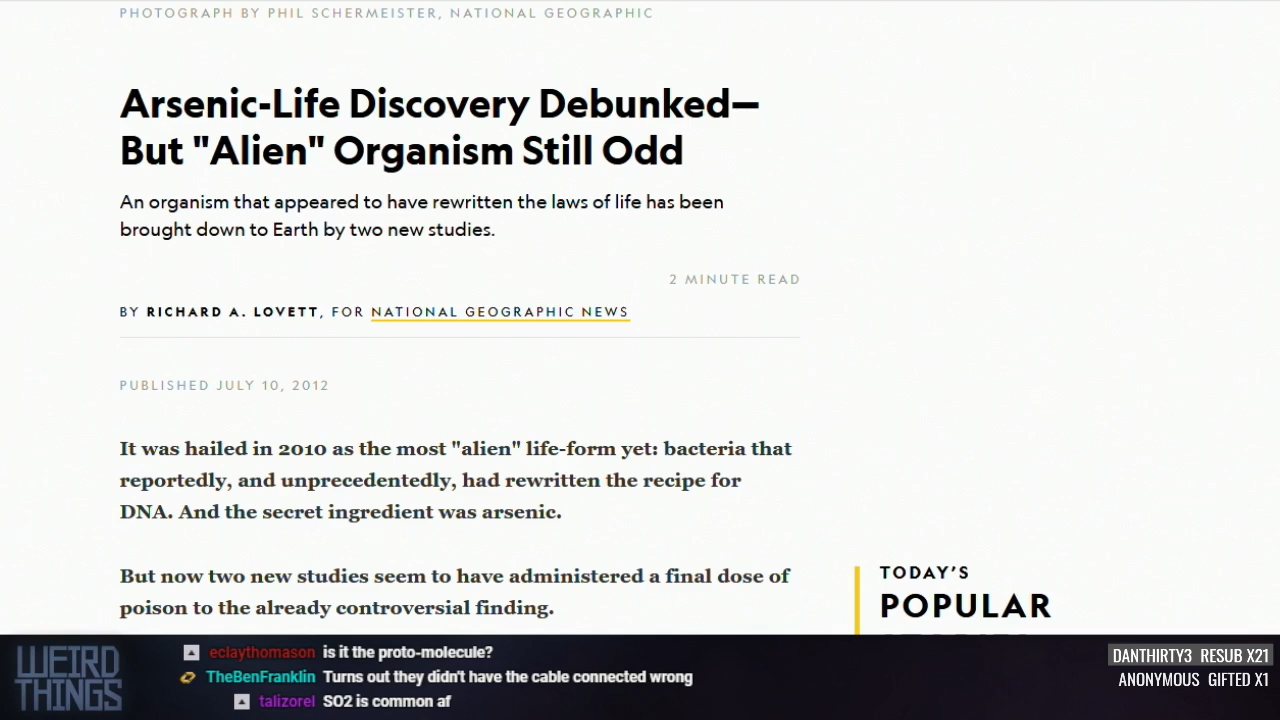 PHOTOGRAPH BY PHIL SCHERMEISTER, NATIONAL GEOGRAPHIC
Arsenic-Life Discovery Debunked—
But "Alien" Organism Still Odd
An organism that appeared to have rewritten the laws of life has been
brought down to Earth by two new studies.
2 MINUTE READ
BY RICHARD A. LOVETT, FOR NATIONAL GEOGRAPHIC NEWS
PUBLISHED JULY 10, 2012
It was hailed in 2010 as the most "alien" life-form yet: bacteria that
reportedly, and unprecedentedly, had rewritten the recipe for
DNA. And the secret ingredient was arsenic.
But now two new studies seem to have administered a final dose of
poison to the already controversial finding.
TODAY'S
POPULAR
WEIRD
THINGS
eclaythomason is it the proto-molecule?
TheBenFranklin Turns out they didn't have the cable connected wrong
talizorel SO2 is common af
DANTHIRTY3 RESUB X21
ANONYMOUS GIFTED X1